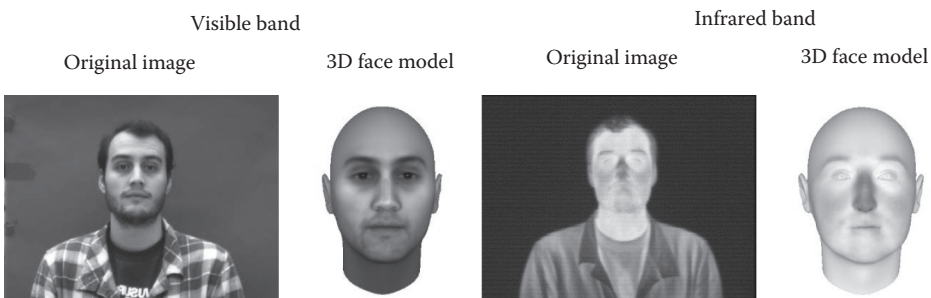 Visible band
Infrared band
Original image
3D face model
Original image
3D face model